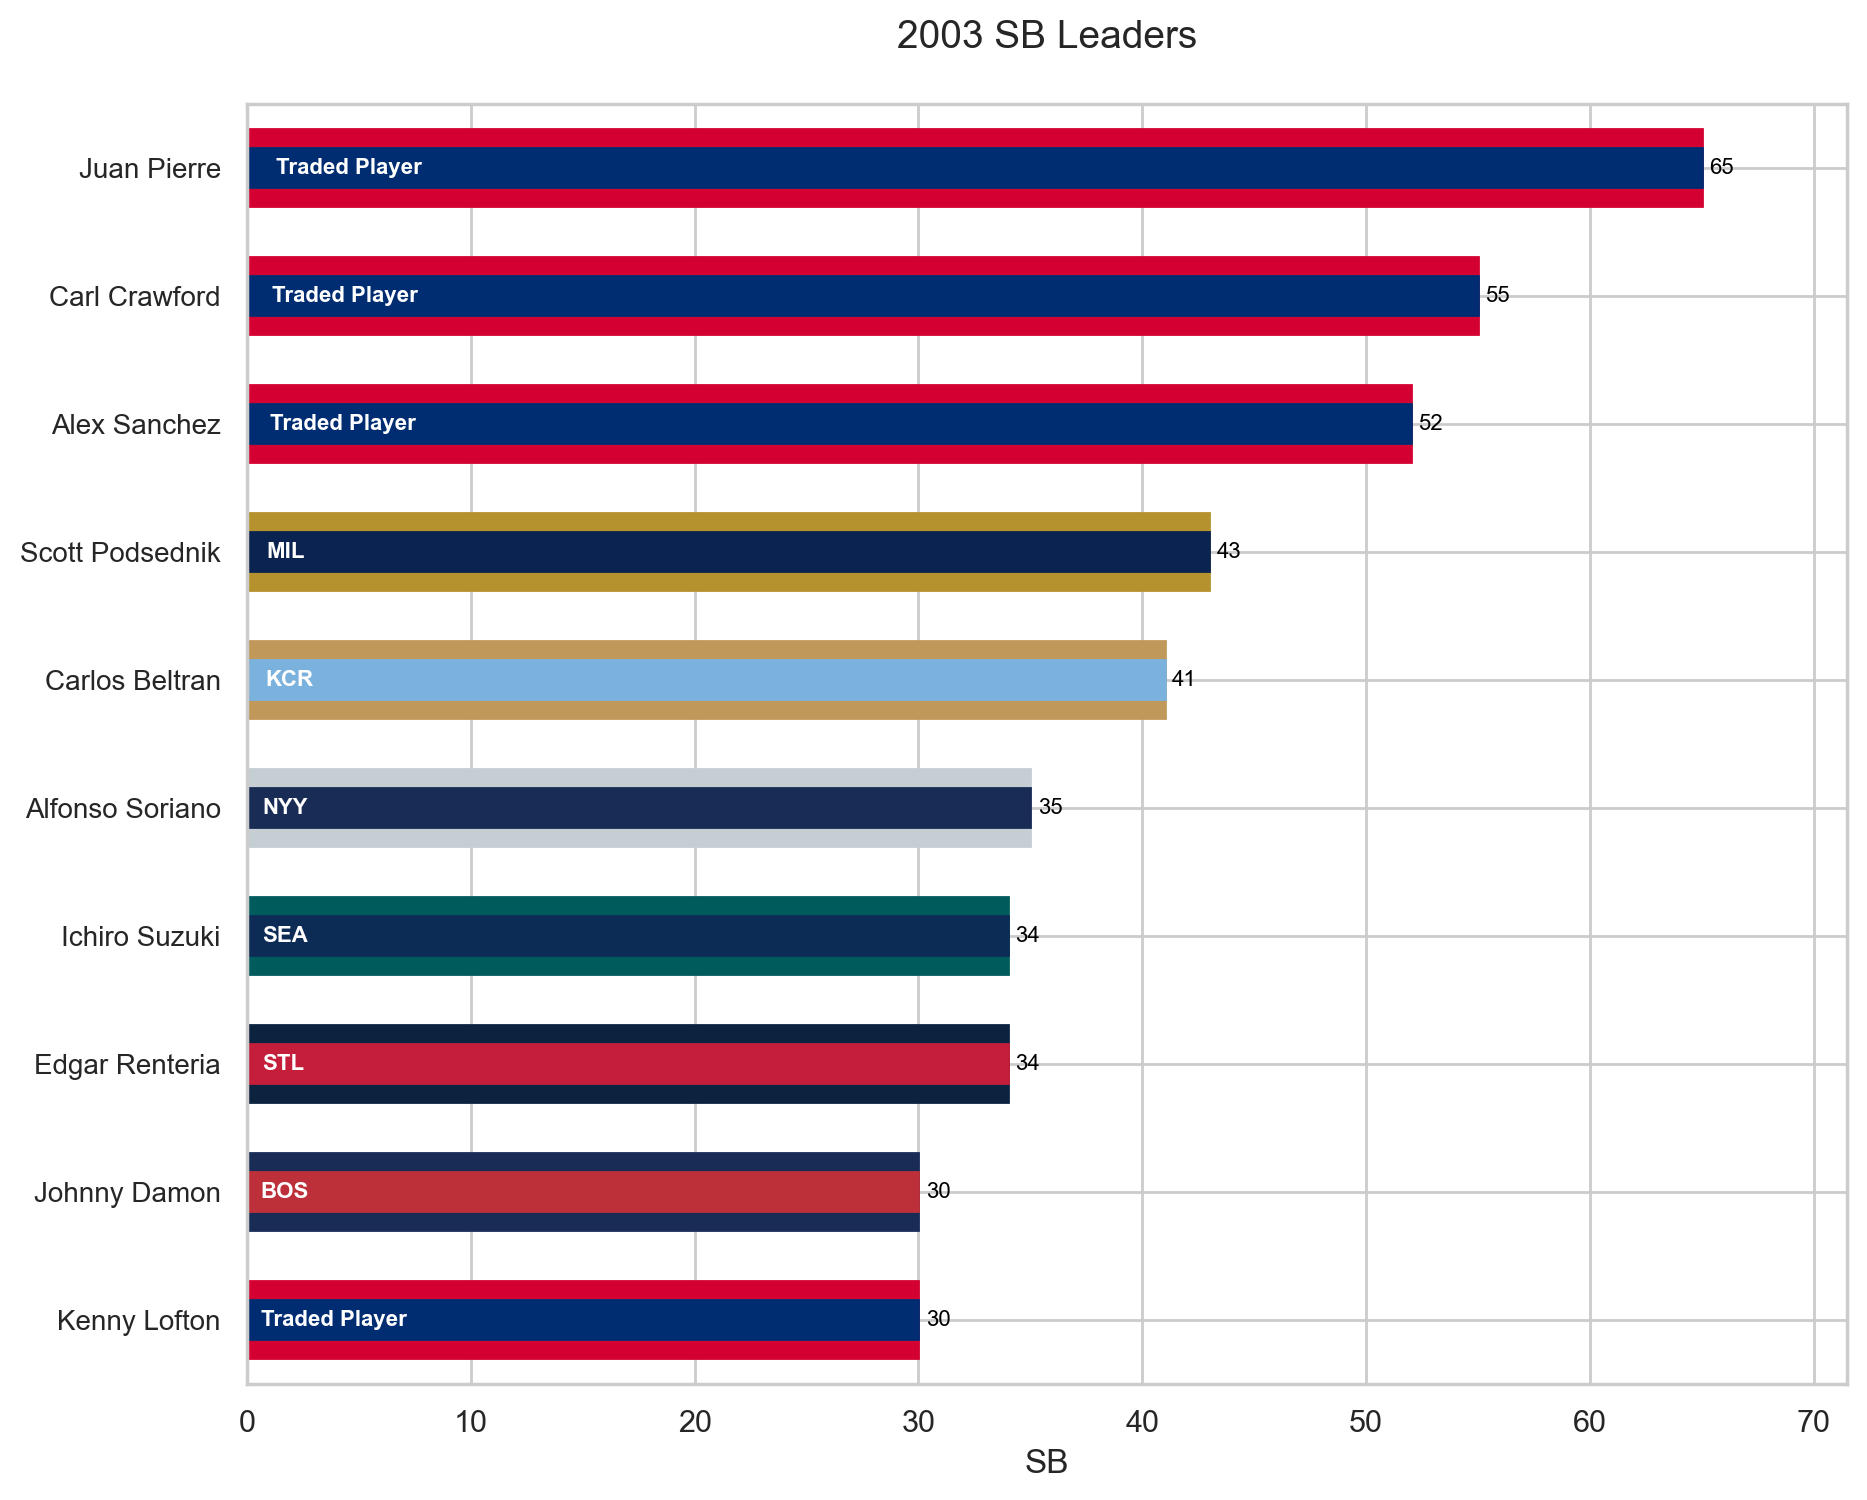 2003 SB Leaders
Juan Pierre
Traded Player
65
Carl Crawford
Traded Player
55
Alex Sanchez
Traded Player
52
Scott Podsednik
MIL
43
Carlos Beltran
KCR
41
Alfonso Soriano
NYY
35
Ichiro Suzuki
SEA
34
Edgar Renteria
STL
34
Johnny Damon
BOS
30
Kenny Lofton
Traded Player
30
0 10 20 30 40 50 60 70
SB